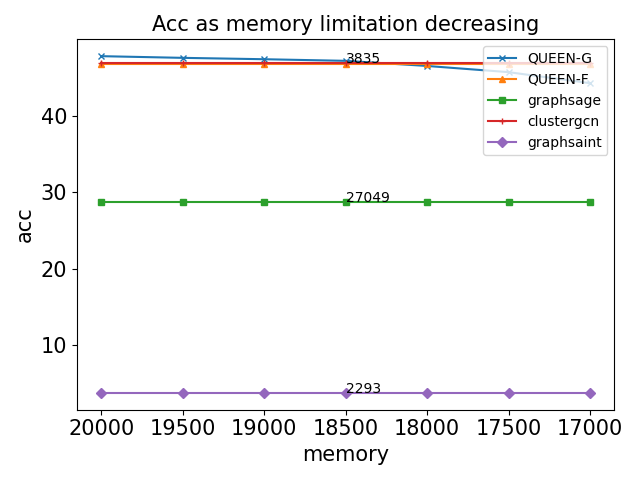 Acc as memory limitation decreasing
3835
QUEEN-G
QUEEN-F
graphsage
clustergcn
graphsaint
40
30
20
10
acc
27049
2293
20000 19500 19000 18500 18000 17500 17000
memory